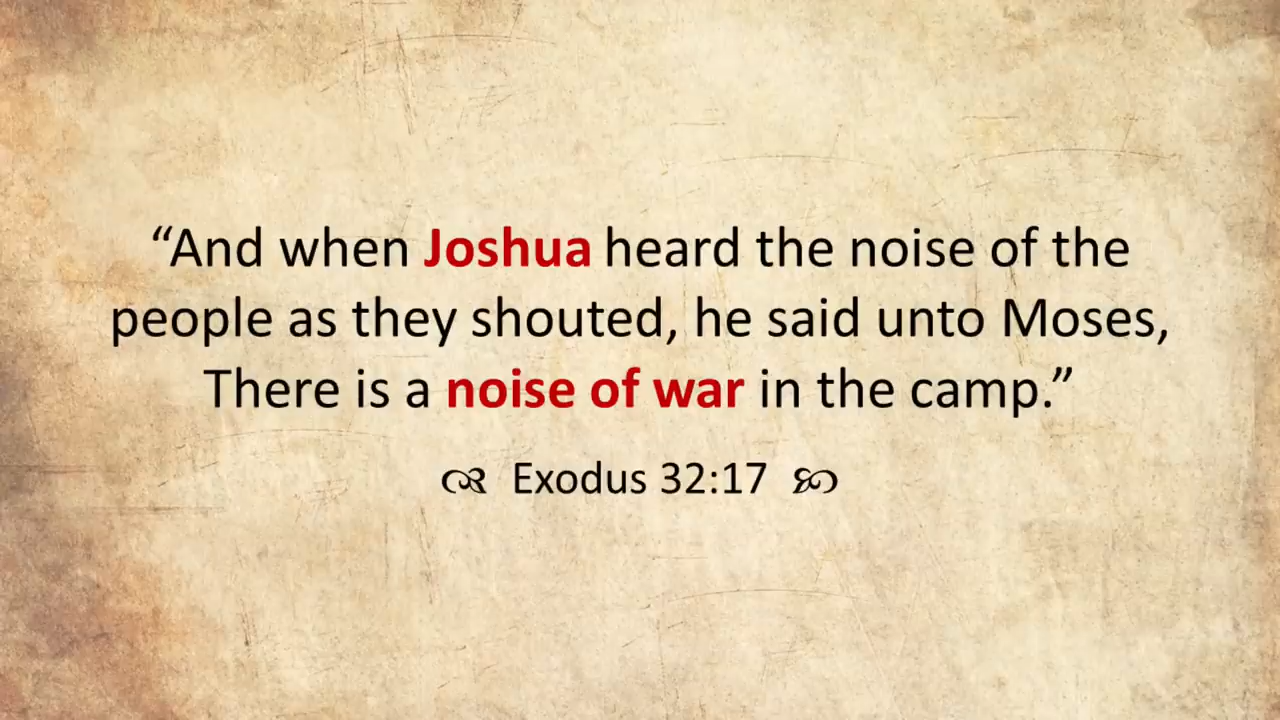 “And when Joshua heard the noise of the
people as they shouted, he said unto Moses,
There is a noise of war in the camp.”
Exodus 32:17